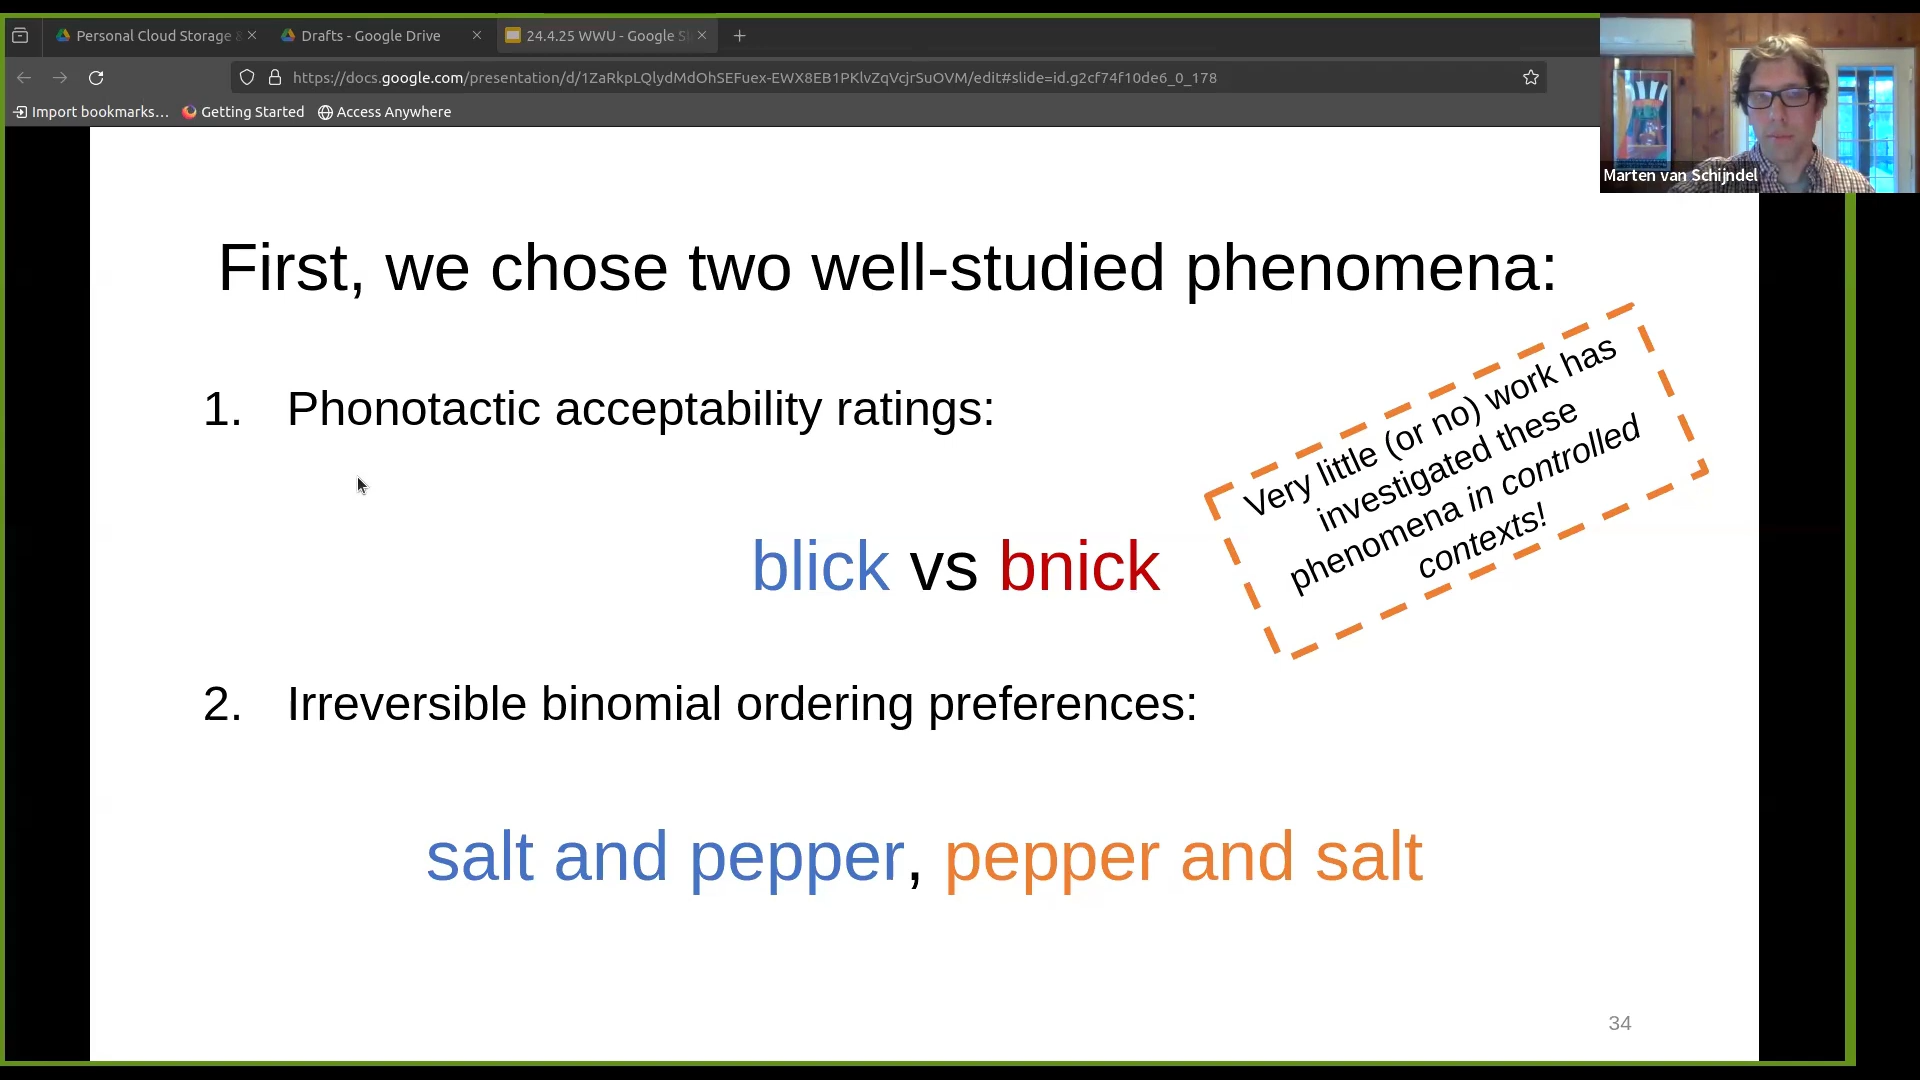 Personal Cloud Storage &
Drafts - Google Drive
24.4.25 WWU - Google Sl
https://docs.google.com/presentation/d/1ZaRkpLQlydMdOhSEFuex-EWX8EB1PKlvZqVcjrSuOVM/edit#slide=id.g2cf74f10de6_0_178
Import bookmarks...
Getting Started
Access Anywhere
Marten van Schijndel
First, we chose two well-studied phenomena:
1. Phonotactic acceptability ratings:
Very little (or no) work has
investigated these
phenomena in controlled
contexts!
blick vs bnick
2. Irreversible binomial ordering preferences:
salt and pepper, pepper and salt
34